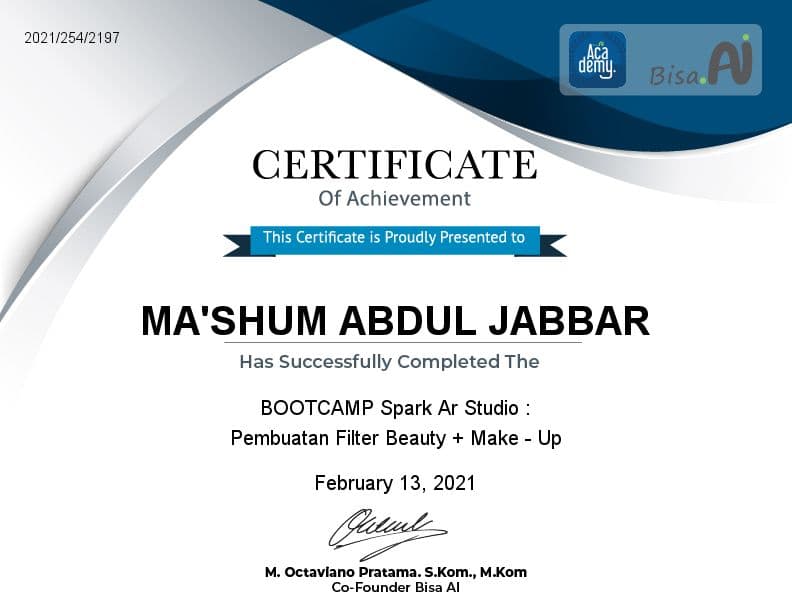 2021/254/2197
Aca
demy.
Bisa.AI
CERTIFICATE
Of Achievement
This Certificate is Proudly Presented to
MA'SHUM ABDUL JABBAR
Has Successfully Completed The
BOOTCAMP Spark Ar Studio :
Pembuatan Filter Beauty + Make - Up
February 13, 2021
M. Octaviano Pratama. S.Kom., M.Kom
Co-Founder Bisa AI